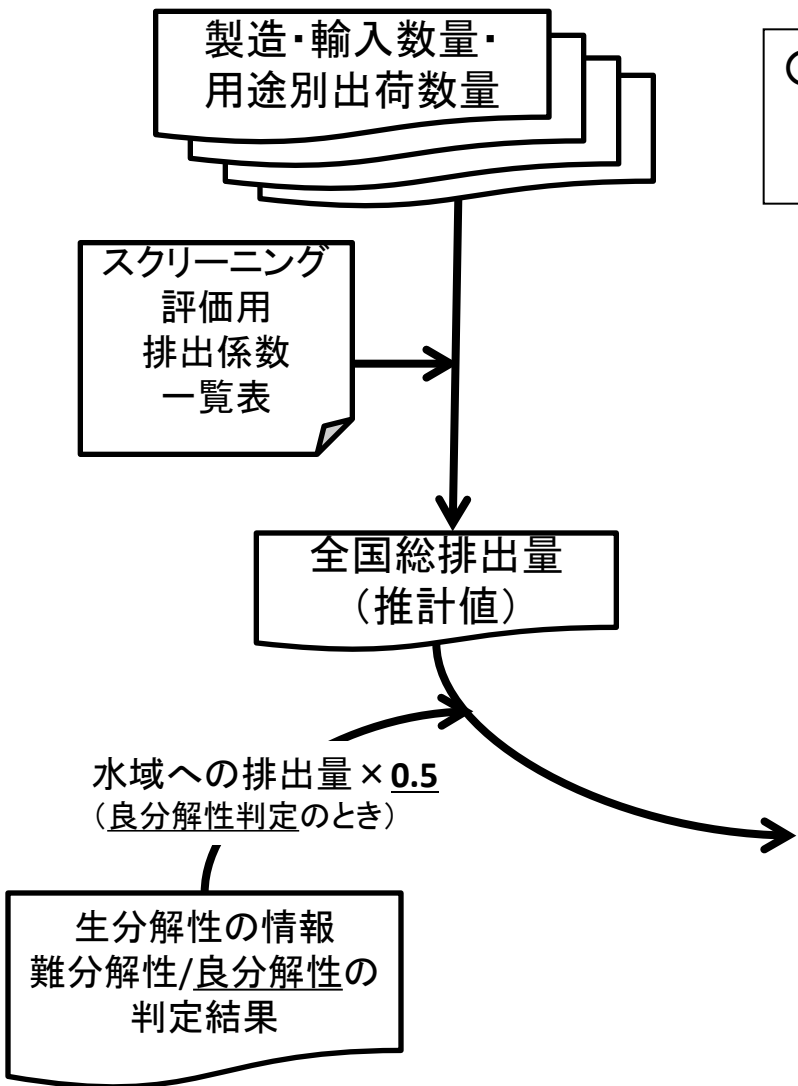 製造・輸入数量・
用途別出荷数量
スクリーニング
評価用
排出係数
一覧表
全国総排出量
（推計値）
水域への排出量×0.5
（良分解性判定のとき）
生分解性の情報
難分解性/良分解性の
判定結果